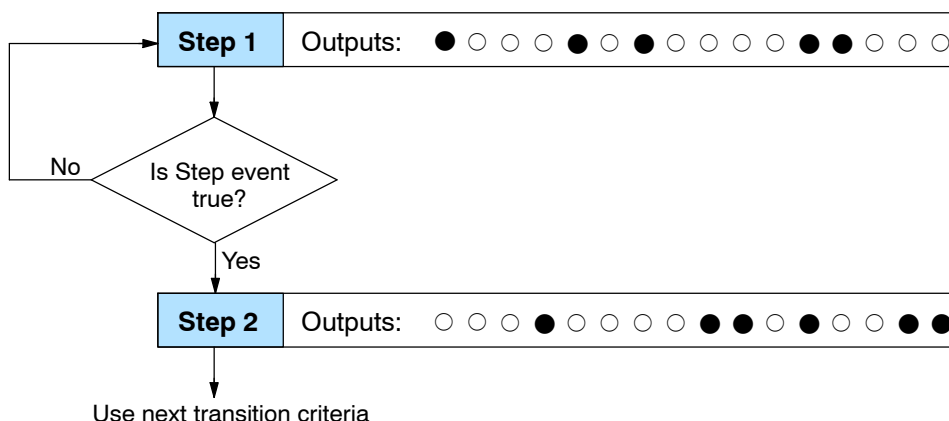 Step 1 Outputs:
No
Is Step event
true?
Yes
Step 2 Outputs:
Use next transition criteria